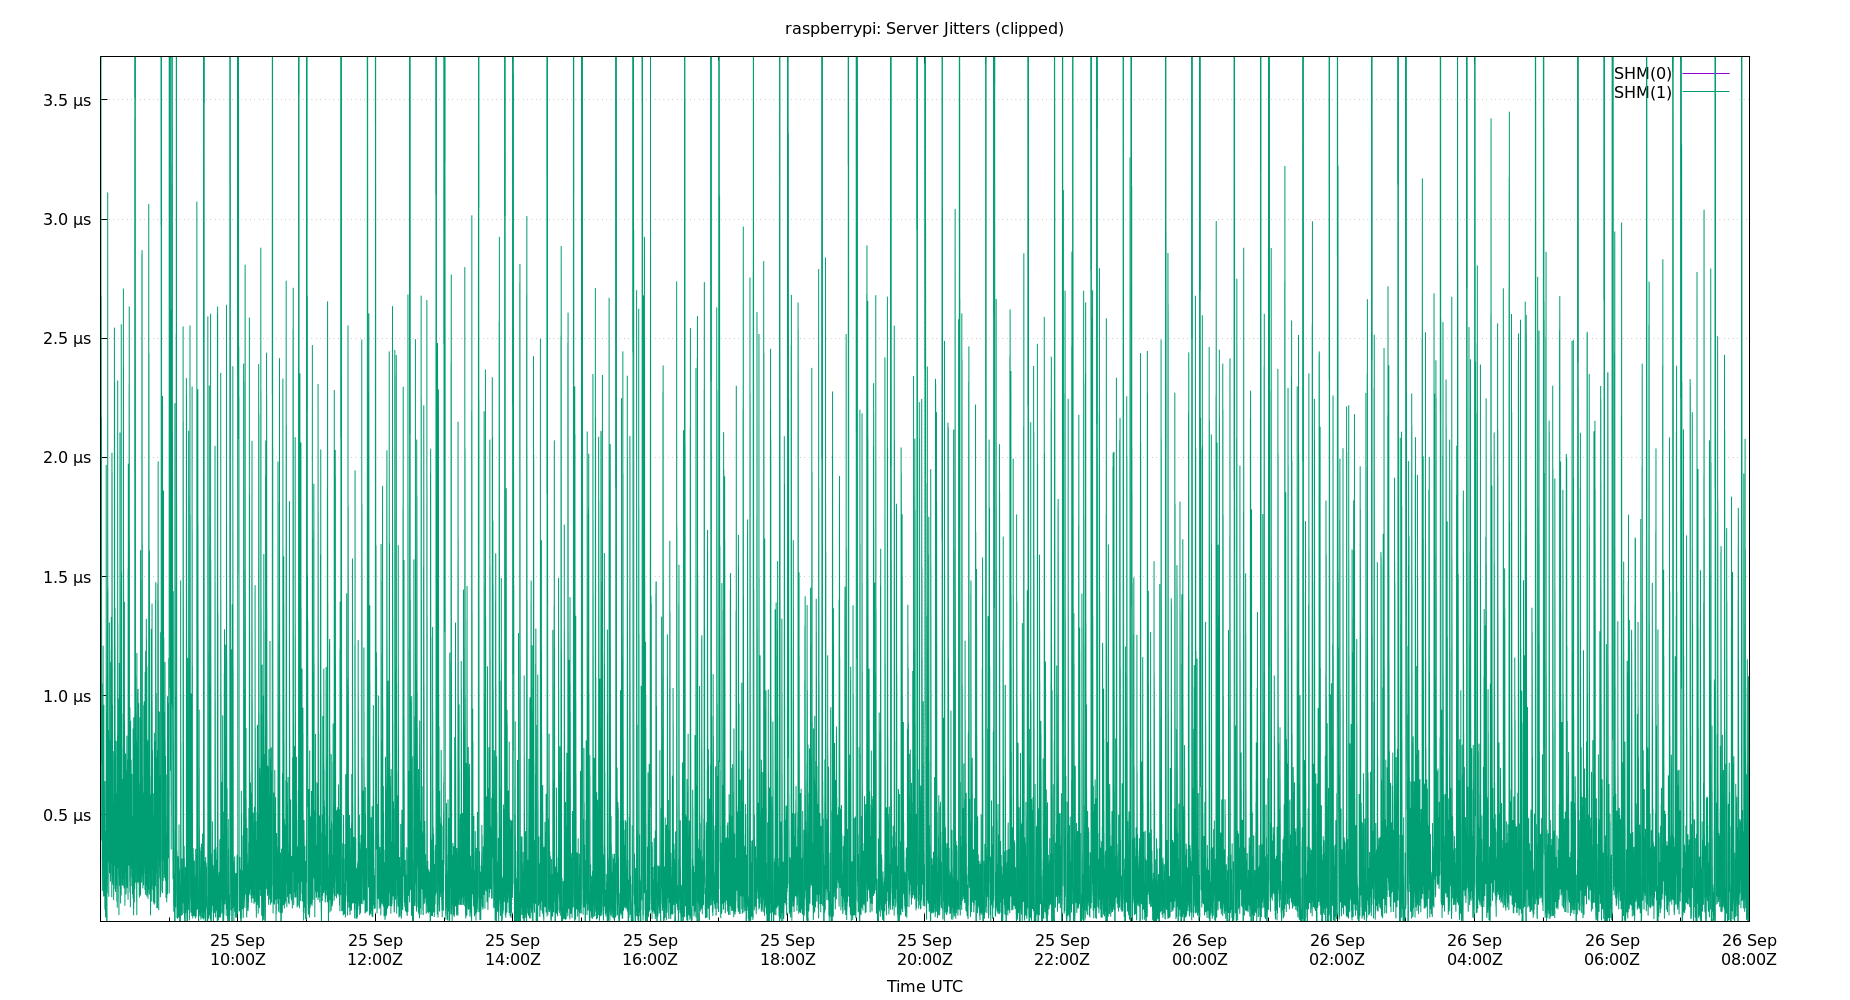 raspberrypi: Server Jitters (clipped)
SHM(0)
SHM(1)
3.5 µs
3.0 µs
2.5 µs
2.0 µs
1.5 µs
1.0 µs
0.5 µs
25 Sep 25 Sep 25 Sep 25 Sep 25 Sep 25 Sep 25 Sep 26 Sep 26 Sep 26 Sep 26 Sep 26 Sep
10:00Z 12:00Z 14:00Z 16:00Z 18:00Z 20:00Z 22:00Z 00:00Z 02:00Z 04:00Z 06:00Z 08:00Z
Time UTC